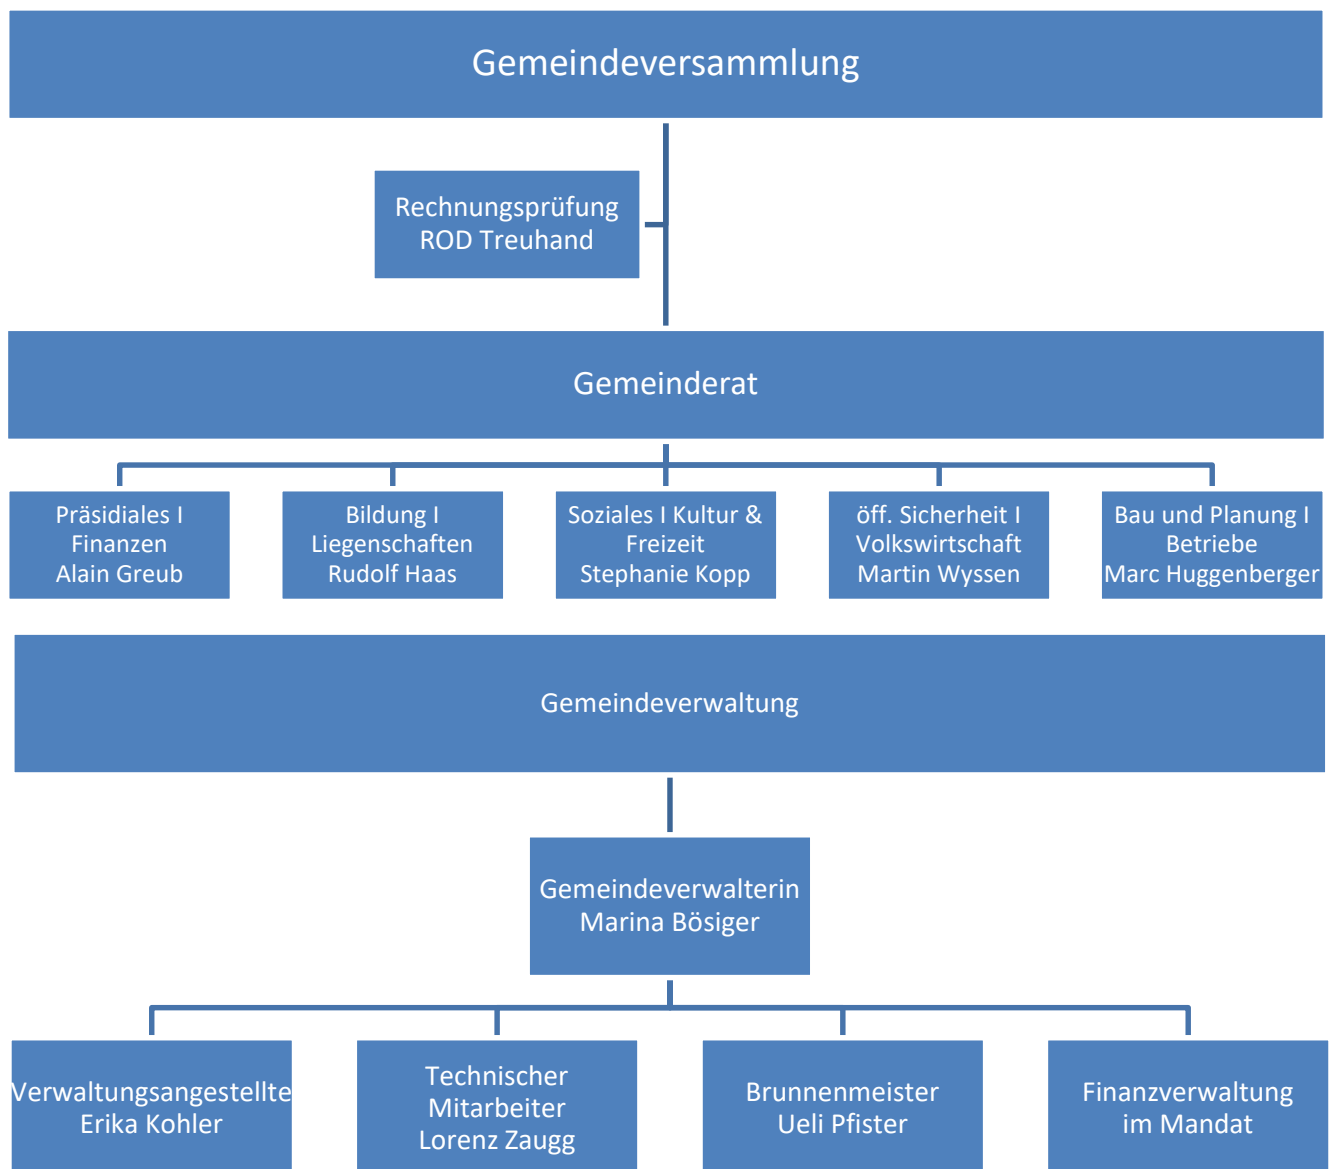 Gemeindeversammlung
Rechnungsprüfung
ROD Treuhand
Gemeinderat
Präsidiales I
Finanzen
Alain Greub
Bildung I
Liegenschaften
Rudolf Haas
Soziales I Kultur &
Freizeit
Stephanie Kopp
öff. Sicherheit I
Volkswirtschaft
Martin Wyssen
Bau und Planung I
Betriebe
Marc Huggenberger
Gemeindeverwaltung
Gemeindeverwalterin
Marina Bösiger
Verwaltungsangestellte
Erika Kohler
Technischer
Mitarbeiter
Lorenz Zaugg
Brunnenmeister
Ueli Pfister
Finanzverwaltung
im Mandat